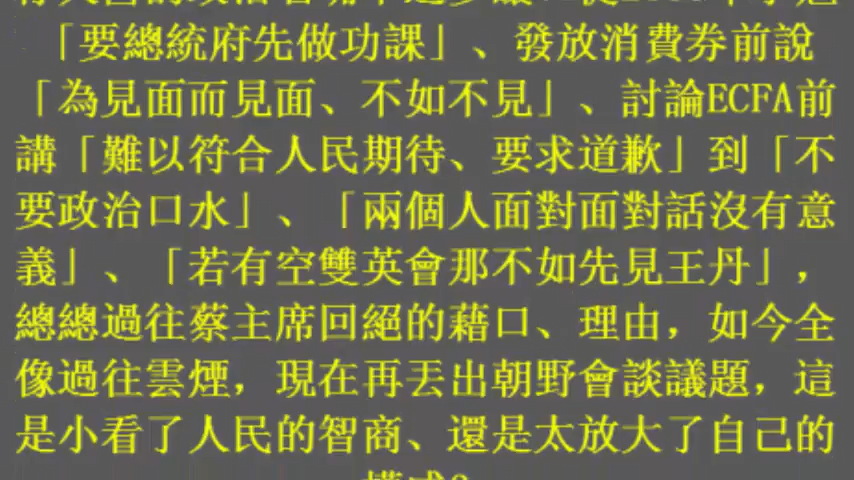 「要總統府先做功課」、發放消費券前說
「為見面而見面、不如不見」、討論ECFA前
講「難以符合人民期待、要求道歉」到「不
要政治口水」、「兩個人面對面對話沒有意
義」、「若有空雙英會那不如先見王丹」，
總總過往蔡主席回絕的藉口、理由，如今全
像過往雲煙，現在再丟出朝野會談議題，這
是小看了人民的智商、還是太放大了自己的